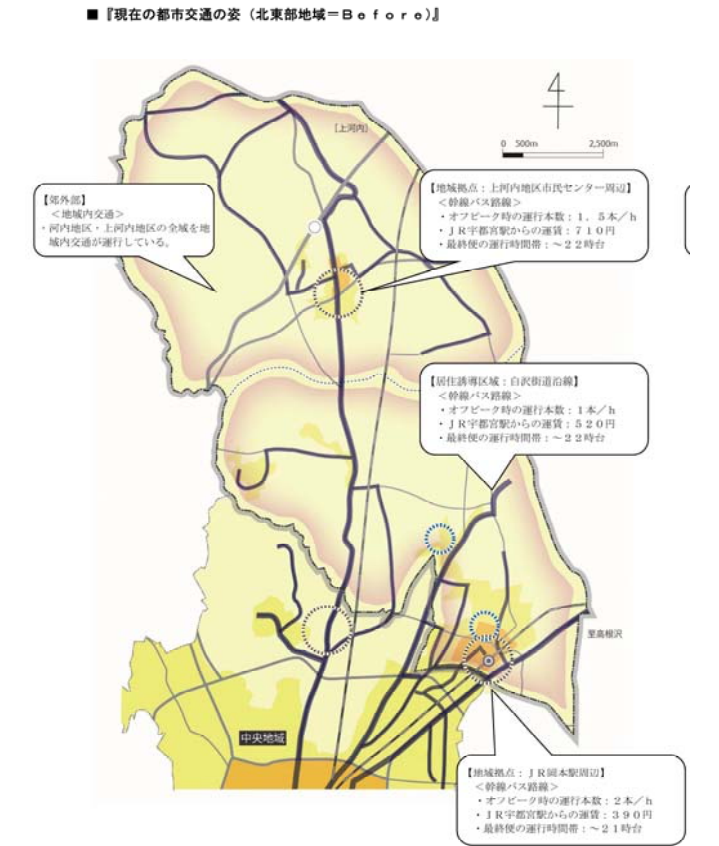 ■『現在の都市交通の姿（北東部地域＝Ｂｅｆｏｒｅ）』
4
0 500m 2,500m
［上河内］
【郊外部】
＜地域内交通＞
・河内地区・上河内地区の全域を地
域内交通が運行している。
【地域拠点：上河内地区市民センター周辺】
＜幹線バス路線＞
・オフピーク時の運行本数：１．５本／ｈ
・ＪＲ宇都宮駅からの運賃：７１０円
・最終便の運行時間帯：～２２時台
【居住誘導区域：白沢街道沿線】
＜幹線バス路線＞
・オフピーク時の運行本数：１本／ｈ
・ＪＲ宇都宮駅からの運賃：５２０円
・最終便の運行時間帯：～２２時台
至高根沢
中央地域
【地域拠点：ＪＲ岡本駅周辺】
＜幹線バス路線＞
・オフピーク時の運行本数：２本／ｈ
・ＪＲ宇都宮駅からの運賃：３９０円
・最終便の運行時間帯：～２１時台